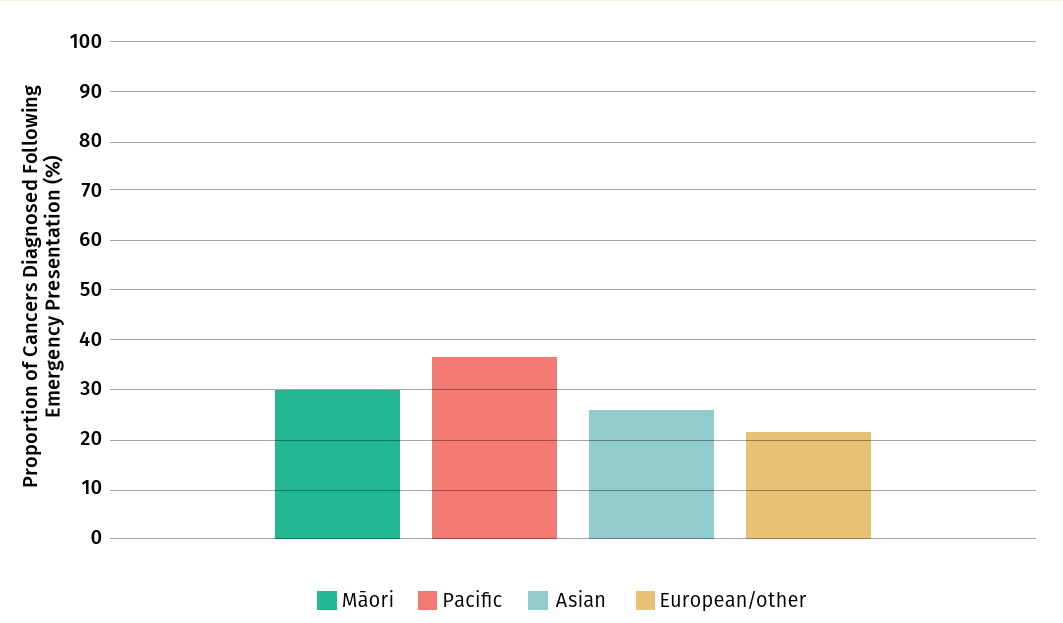 Proportion of Cancers Diagnosed Following
Emergency Presentation (%)
100
90
80
70
60
50
40
30
20
10
0
Māori
Pacific
Asian
European/other